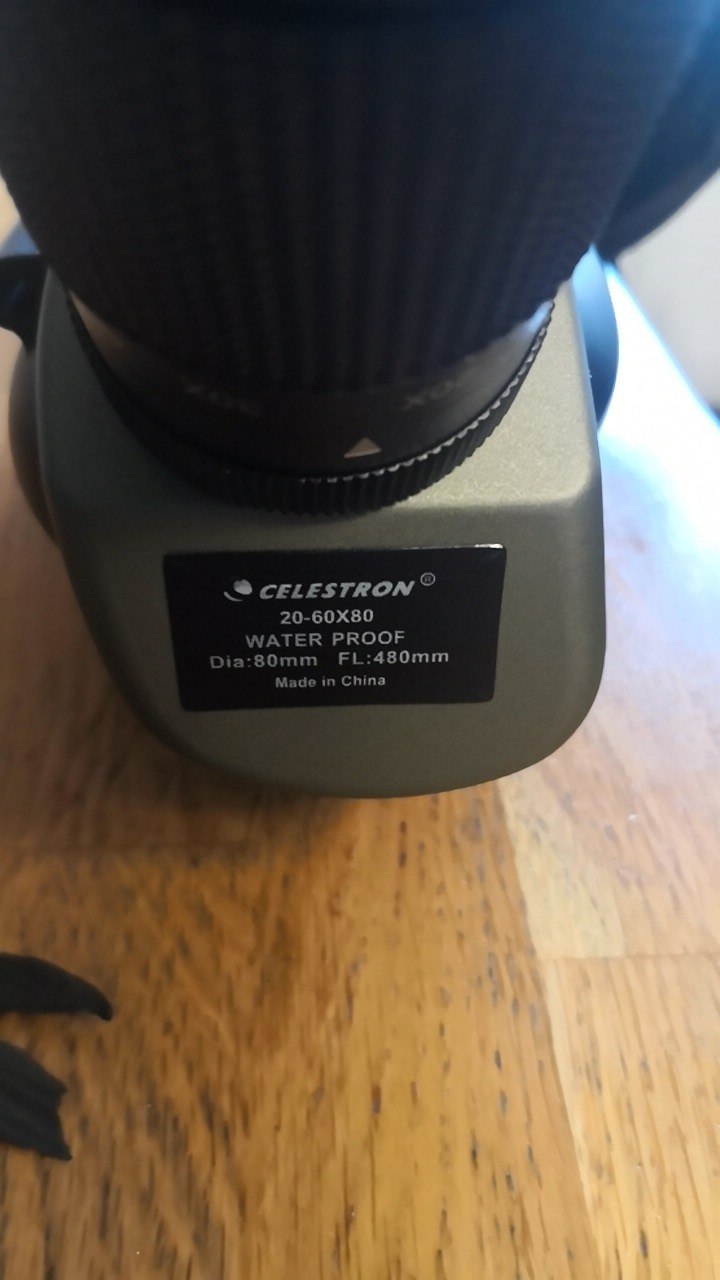 CELESTRON®
20-60X80
WATER PROOF
Dia:80mm FL:480mm
Made in China